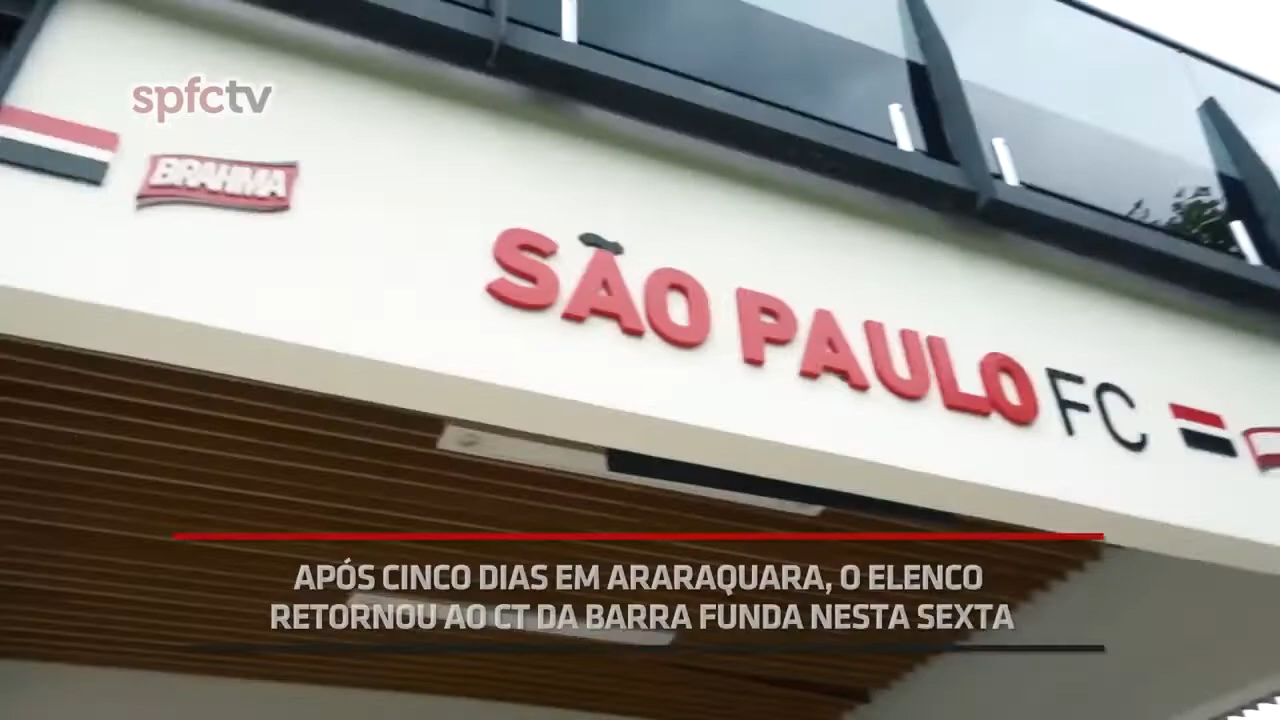 spfctv
BRAHMA
SÃO PAULO FC
APÓS CINCO DIAS EM ARARAQUARA, O ELENCO
RETORNOU AO CT DA BARRA FUNDA NESTA SEXTA